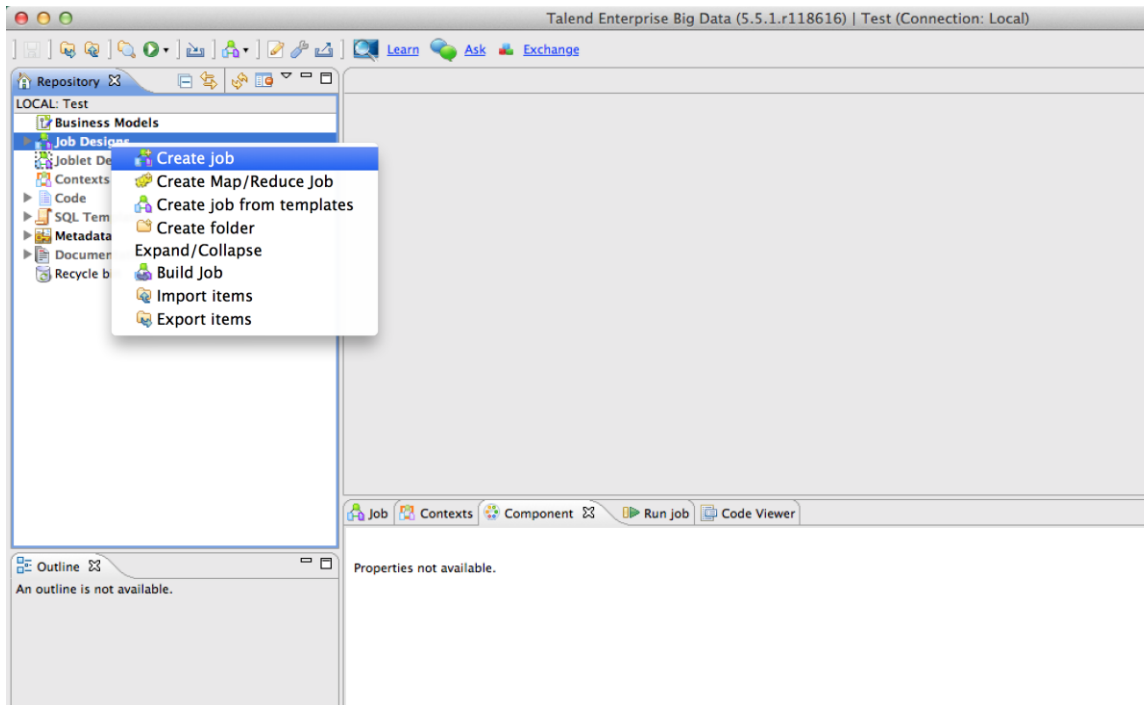 Talend Enterprise Big Data (5.5.1.r118616) | Test (Connection: Local)
Learn Ask Exchange
Repository
LOCAL: Test
Business Models
Job Designs
Joblet De
Contexts
Code
SQL Tem
Metadata
Documen
Recycle b
Create job
Create Map/Reduce Job
Create job from templates
Create folder
Expand/Collapse
Build Job
Import items
Export items
Job Contexts Component Run job Code Viewer
Properties not available.
Outline
An outline is not available.